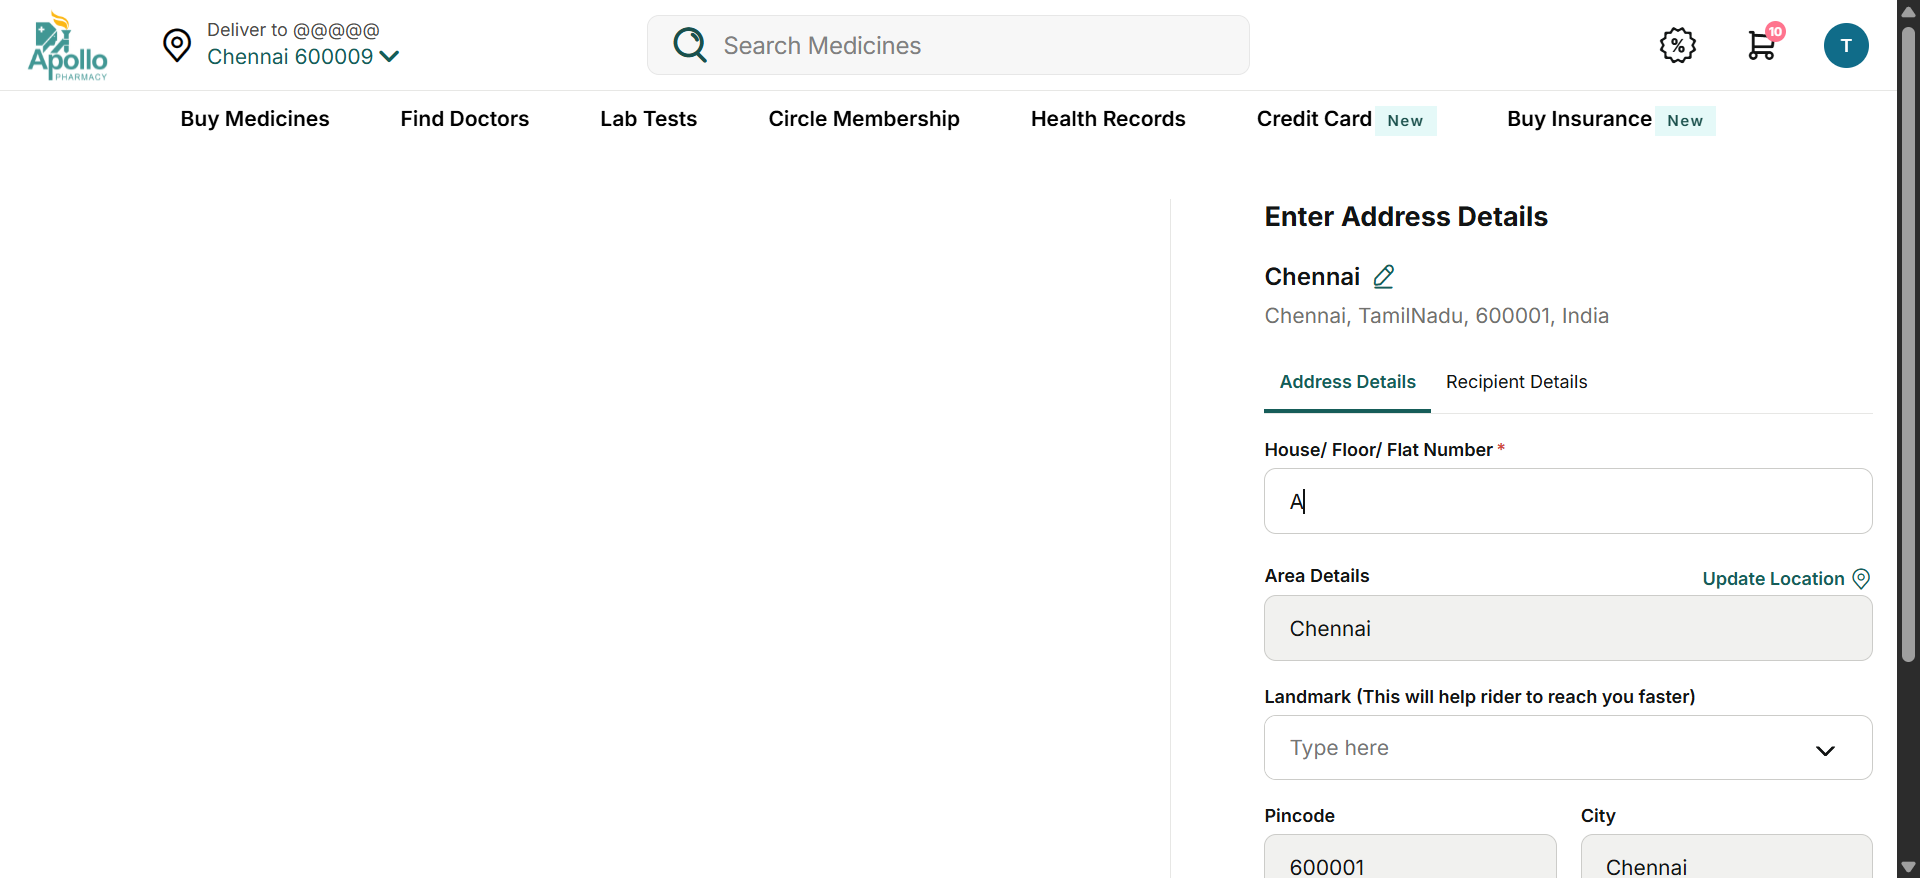 Apollo
PHARMACY
Deliver to @@@@@
Chennai 600009
Search Medicines
%
10
T
Buy Medicines
Find Doctors
Lab Tests
Circle Membership
Health Records
Credit Card New
Buy Insurance New
Enter Address Details
Chennai
Chennai, TamilNadu, 600001, India
Address Details
Recipient Details
House/ Floor/ Flat Number *
A
Area Details
Update Location
Chennai
Landmark (This will help rider to reach you faster)
Type here
Pincode
City
600001
Chennai